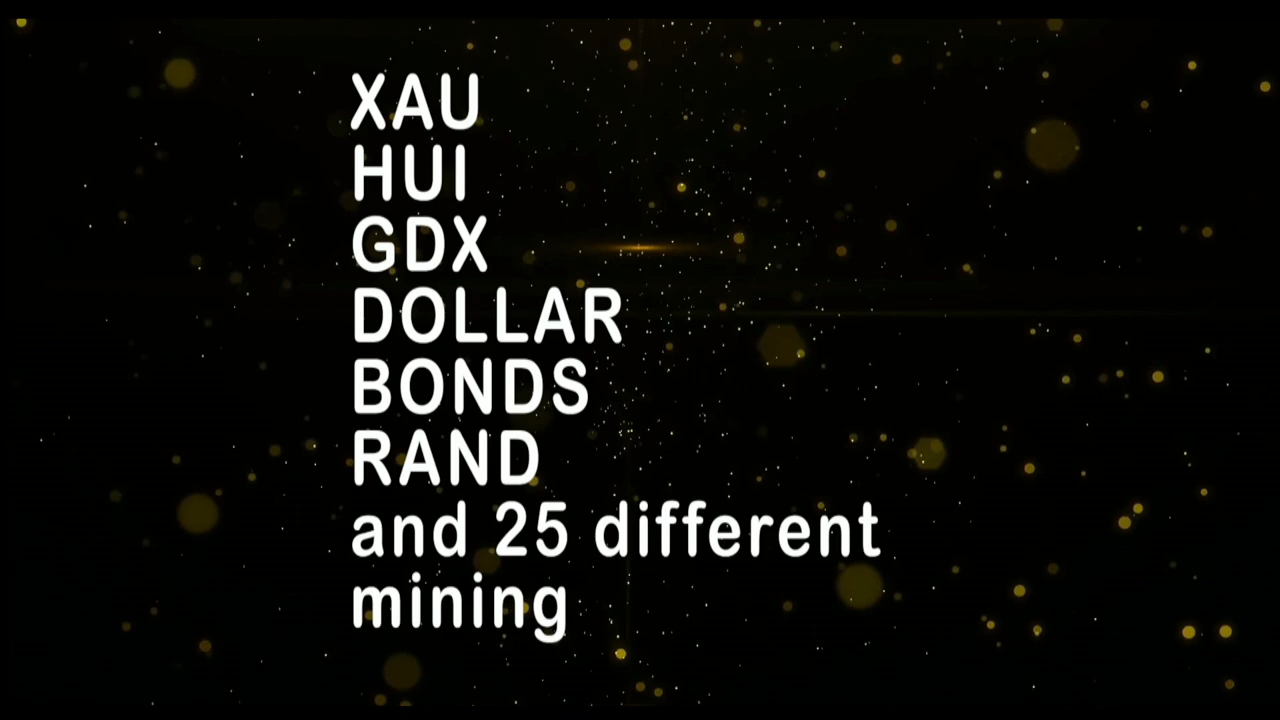 XAU
HUI
GDX
DOLLAR
BONDS
RAND
and 25 different
mining